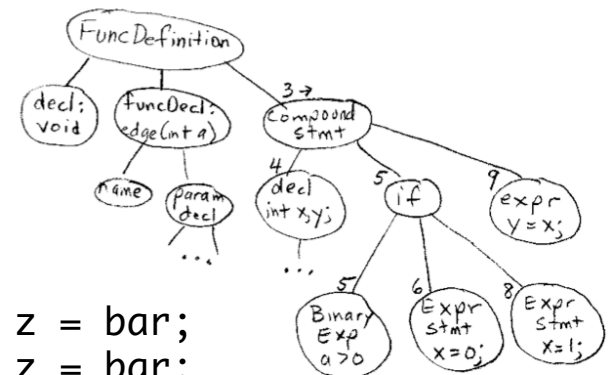 FuncDefinition
decl:
void
funcDecl:
edge(int a)
3→
Compound
stmt
name
param
decl
...
4
decl
int x,y;
...
5
if
9
expr
y=x;
5
Binary
Exp
a>0
6
Expr
stmt
x=0;
8
Expr
stmt
x=1;
z = bar;
z = bar;